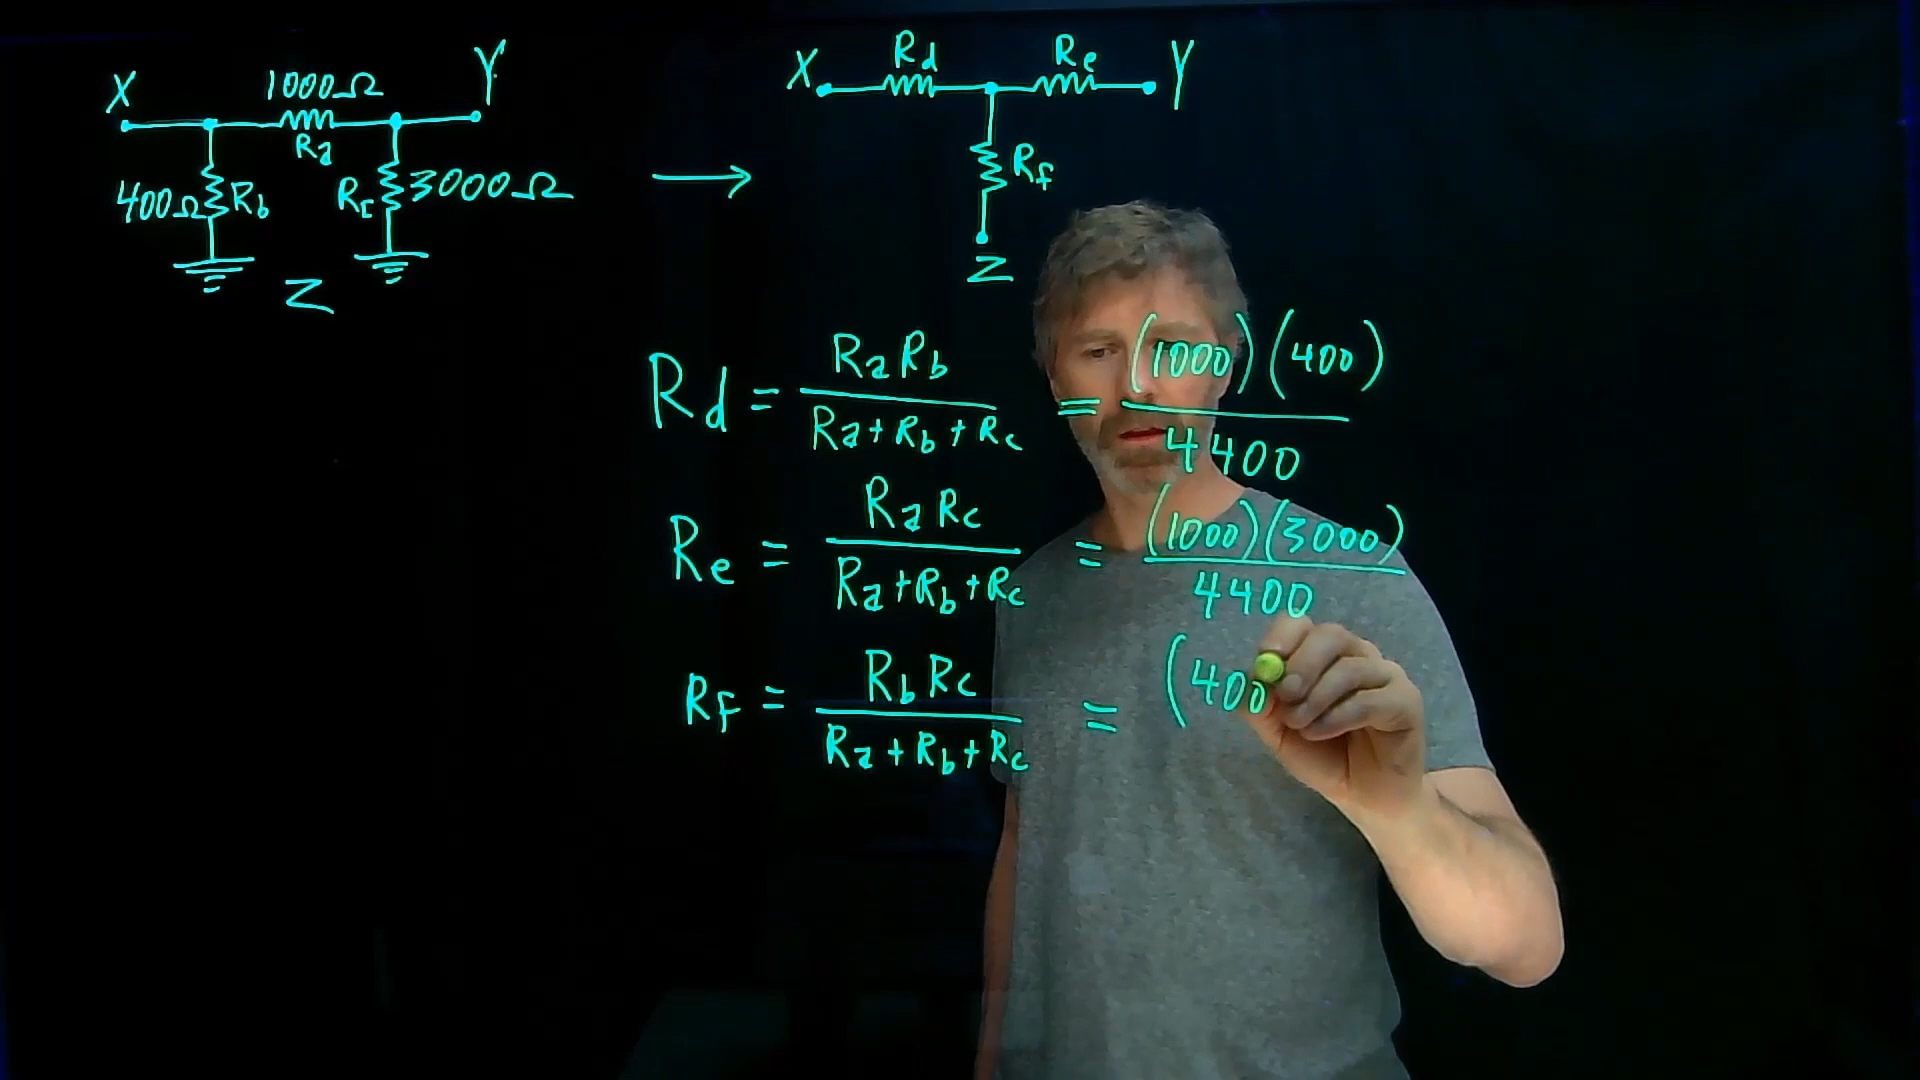 X 1000Ω Y
Ra
400Ω Rb Rc 3000Ω
Z
X Rd Re Y
Rf
Z
Rd = RaRb / Ra+Rb+Rc = (1000)(400) / 4400
Re = RaRc / Ra+Rb+Rc = (1000)(3000) / 4400
RF = RbRc / Ra+Rb+Rc = (400